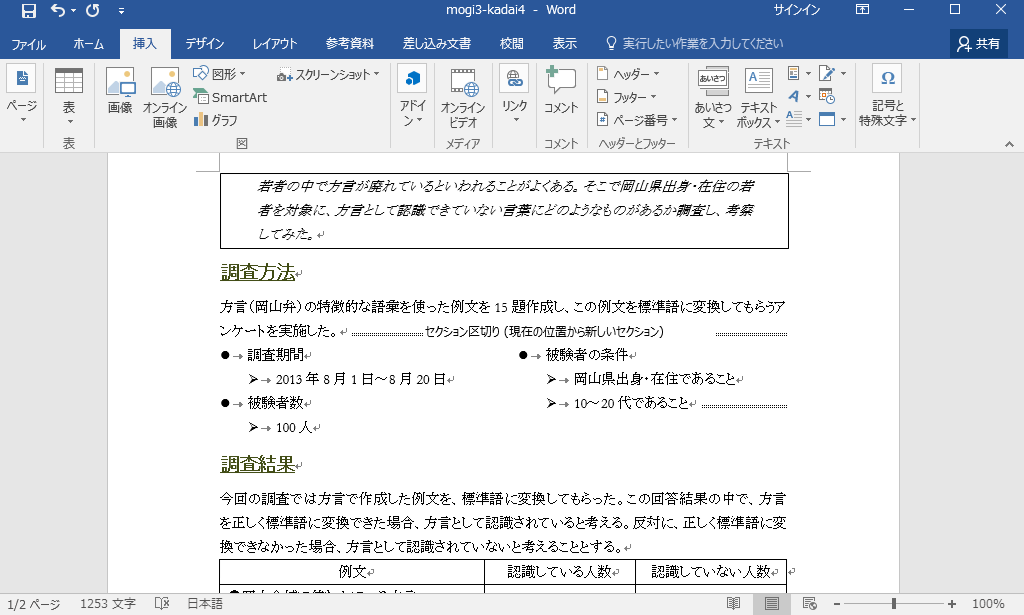 mogi3-kadai4 - Word
サインイン
ファイル ホーム 挿入 デザイン レイアウト 参考資料 差し込み文書 校閲 表示 実行したい作業を入力してください 共有
ページ
表
画像
オンライン
画像
図形
SmartArt
グラフ
スクリーンショット
アドイ
ン
オンライン
ビデオ
リンク
コメント
ヘッダー
フッター
ページ番号
あいさつ
あいさつ
文
テキスト
ボックス
記号と
特殊文字
表 図 メディア コメント ヘッダーとフッター テキスト
若者の中で方言が廃れているといわれることがよくある。そこで岡山県出身・在住の若
者を対象に、方言として認識できていない言葉にどのようなものがあるか調査し、考察
してみた。
調査方法
方言(岡山弁)の特徴的な語彙を使った例文を 15 題作成し、この例文を標準語に変換してもらうア
ンケートを実施した。 セクション区切り (現在の位置から新しいセクション)
● 調査期間
➢ 2013 年 8 月 1 日～8 月 20 日
● 被験者数
➢ 100 人
● 被験者の条件
➢ 岡山県出身・在住であること
➢ 10～20 代であること
調査結果
今回の調査では方言で作成した例文を、標準語に変換してもらった。この回答結果の中で、方言
を正しく標準語に変換できた場合、方言として認識されていると考える。反対に、正しく標準語に変
換できなかった場合、方言として認識されていないと考えることとする。
例文 認識している人数 認識していない人数
1/2 ページ 1253 文字 日本語 100%